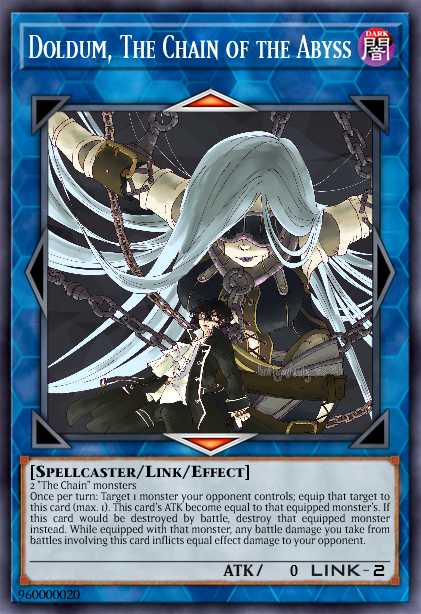 DOLDUM, THE CHAIN OF THE ABYSS
DARK
闇
[SPELLCASTER/LINK/EFFECT]
2 "The Chain" monsters
Once per turn: Target 1 monster your opponent controls; equip that target to
this card (max. 1). This card's ATK become equal to that equipped monster's. If
this card would be destroyed by battle, destroy that equipped monster
instead. While equipped with that monster, any battle damage you take from
battles involving this card inflicts equal effect damage to your opponent.
ATK/ 0 LINK-2
960000020